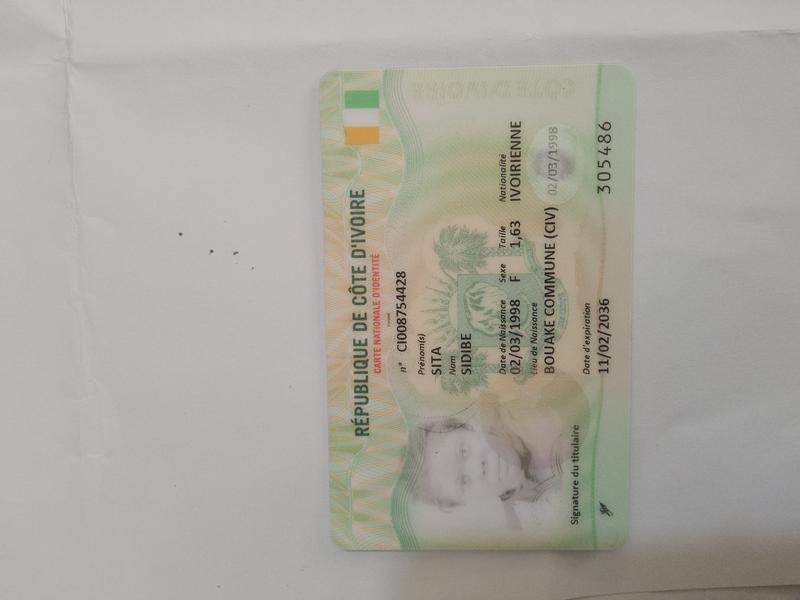 CÔTE D'IVOIRE
RÉPUBLIQUE DE CÔTE D'IVOIRE
CARTE NATIONALE D'IDENTITÉ
n° CI008754428
Prénom(s)
SITA
Nom
SIDIBE
Date de Naissance Sexe Taille Nationalité
02/03/1998 F 1,63 IVOIRIENNE
Lieu de Naissance
BOUAKE COMMUNE (CIV) 02/03/1998
Date d'expiration
11/02/2036 305486
Signature du titulaire